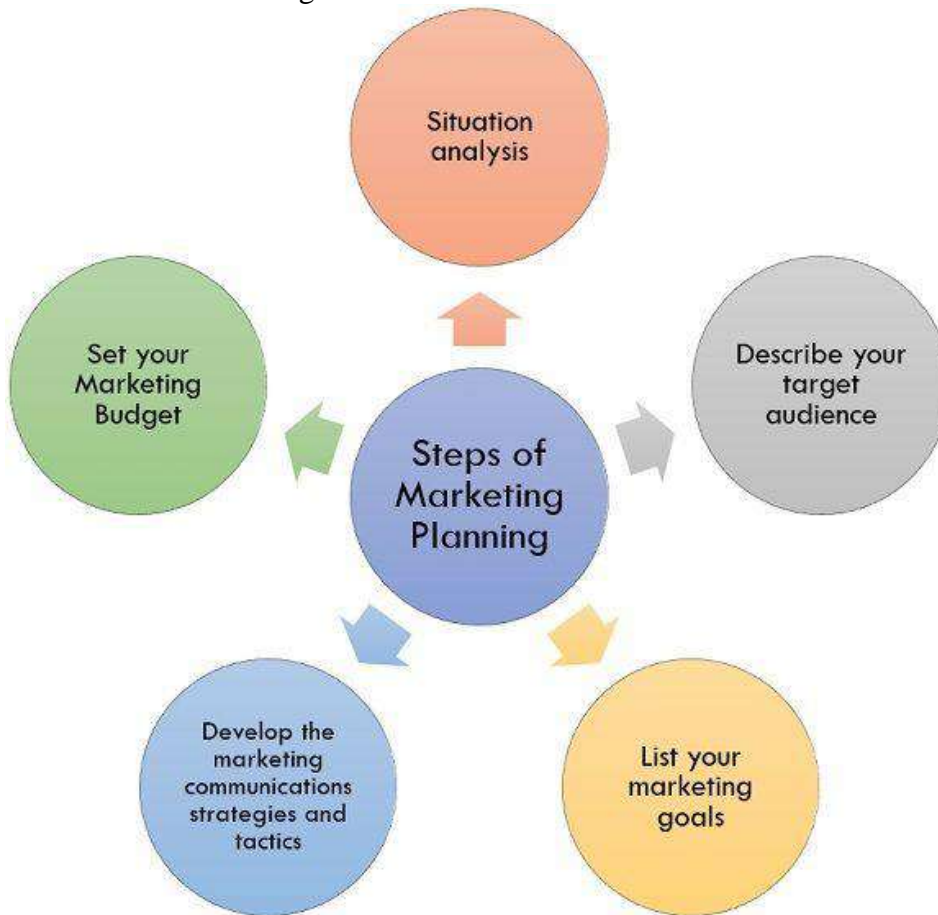 Situation
analysis
Describe your
target
audience
List your
marketing
goals
Develop the
marketing
communications
strategies and
tactics
Set your
Marketing
Budget
Steps of
Marketing
Planning